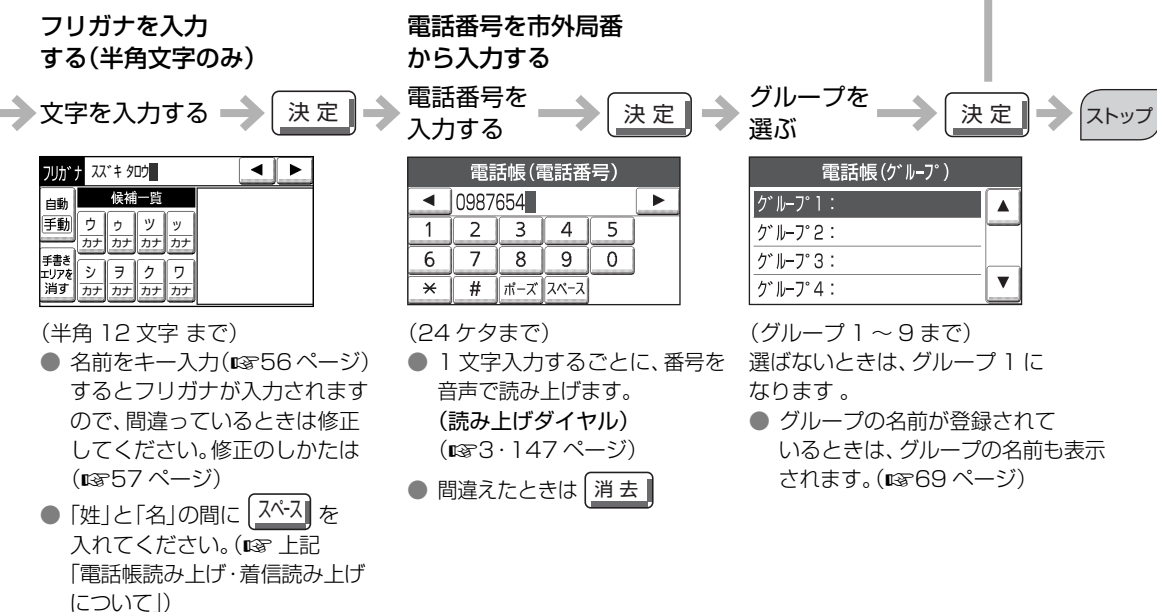 フリガナを入力
する(半角文字のみ)
文字を入力する
決定
ﾌﾘｶﾞﾅ ｽｽﾞｷ ﾀﾛｳ
◀ ▶
自動
手動
手書き
エリアを
消す
候補一覧
ウ ゥ ツ ッ
カナ カナ カナ カナ
シ ヲ ク ワ
カナ カナ カナ カナ
(半角 12 文字 まで)
● 名前をキー入力(☞56 ページ)
するとフリガナが入力されます
ので、間違っているときは修正
してください。修正のしかたは
(☞57 ページ)
● 「姓」と「名」の間に ｽﾍﾟｰｽ を
入れてください。(☞ 上記
「電話帳読み上げ・着信読み上げ
について」)
電話番号を市外局番
から入力する
電話番号を
入力する
決定
電話帳(電話番号)
◀ 0987654 ▶
1 2 3 4 5
6 7 8 9 0
＊ # ﾎﾟｰｽﾞ ｽﾍﾟｰｽ
(24 ケタまで)
● 1 文字入力するごとに、番号を
音声で読み上げます。
(読み上げダイヤル)
(☞3・147 ページ)
● 間違えたときは 消去
グループを
選ぶ
決定
ストップ
電話帳(ｸﾞﾙｰﾌﾟ)
ｸﾞﾙｰﾌﾟ1：
ｸﾞﾙｰﾌﾟ2：
ｸﾞﾙｰﾌﾟ3：
ｸﾞﾙｰﾌﾟ4：
▲
▼
(グループ 1 ～ 9 まで)
選ばないときは、グループ 1 に
なります 。
● グループの名前が登録されて
いるときは、グループの名前も表示
されます。(☞69 ページ)